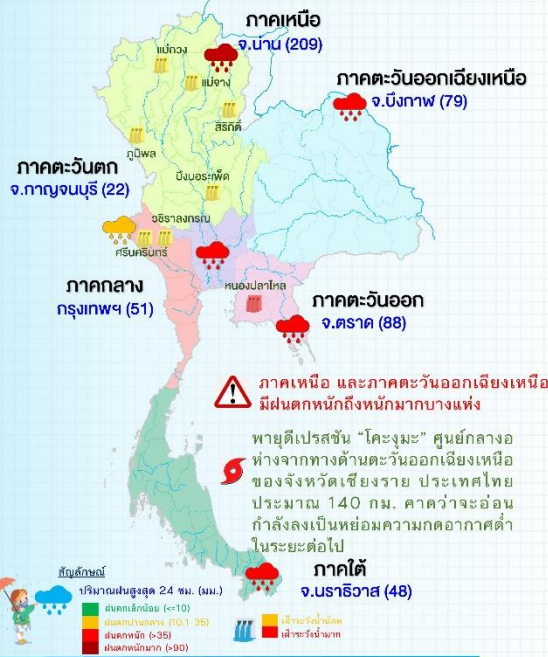 ภาคเหนือ
จ.น่าน (209)
แม่กวง
แม่จาง
สิริกิติ์
ภูมิพล
บึงบอระเพ็ด
ภาคตะวันออกเฉียงเหนือ
จ.บึงกาฬ (79)
ภาคตะวันตก
จ.กาญจนบุรี (22)
วชิราลงกรณ
ศรีนครินทร์
ภาคกลาง
กรุงเทพฯ (51)
หนองปลาไหล
ภาคตะวันออก
จ.ตราด (88)
ภาคเหนือ และภาคตะวันออกเฉียงเหนือ
มีฝนตกหนักถึงหนักมากบางแห่ง
พายุดีเปรสชัน “โคะงุมะ” ศูนย์กลางอ
ห่างจากทางด้านตะวันออกเฉียงเหนือ
ของจังหวัดเชียงราย ประเทศไทย
ประมาณ 140 กม. คาดว่าจะอ่อน
กำลังลงเป็นหย่อมความกดอากาศต่ำ
ในระยะต่อไป
ภาคใต้
จ.นราธิวาส (48)
สัญลักษณ์
ปริมาณฝนสูงสุด 24 ชม. (มม.)
ฝนตกเล็กน้อย (<=10)
ฝนตกปานกลาง (10.1 35)
ฝนตกหนัก (>35)
ฝนตกหนักมาก (>90)
เฝ้าระวังน้ำน้อย
เฝ้าระวังน้ำมาก